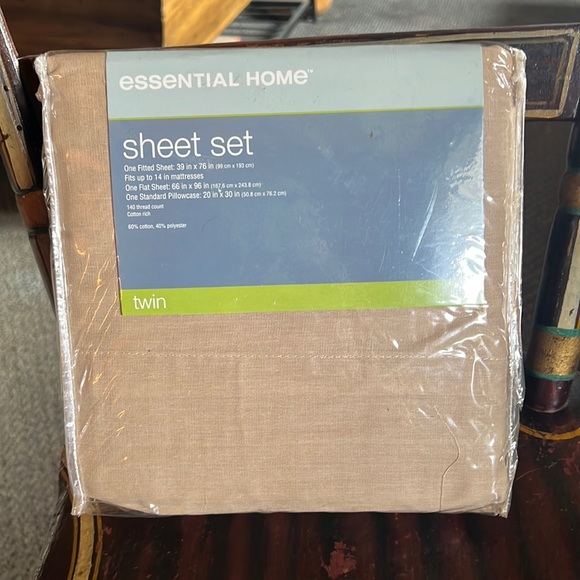 essential home™
sheet set
One Fitted Sheet: 39 in x 76 in (99 cm x 193 cm)
Fits up to 14 in mattresses
One Flat Sheet: 66 in x 96 in (167.6 cm x 243.8 cm)
One Standard Pillowcase: 20 in x 30 in (50.8 cm x 76.2 cm)
140 thread count
Cotton rich
60% cotton, 40% polyester
twin